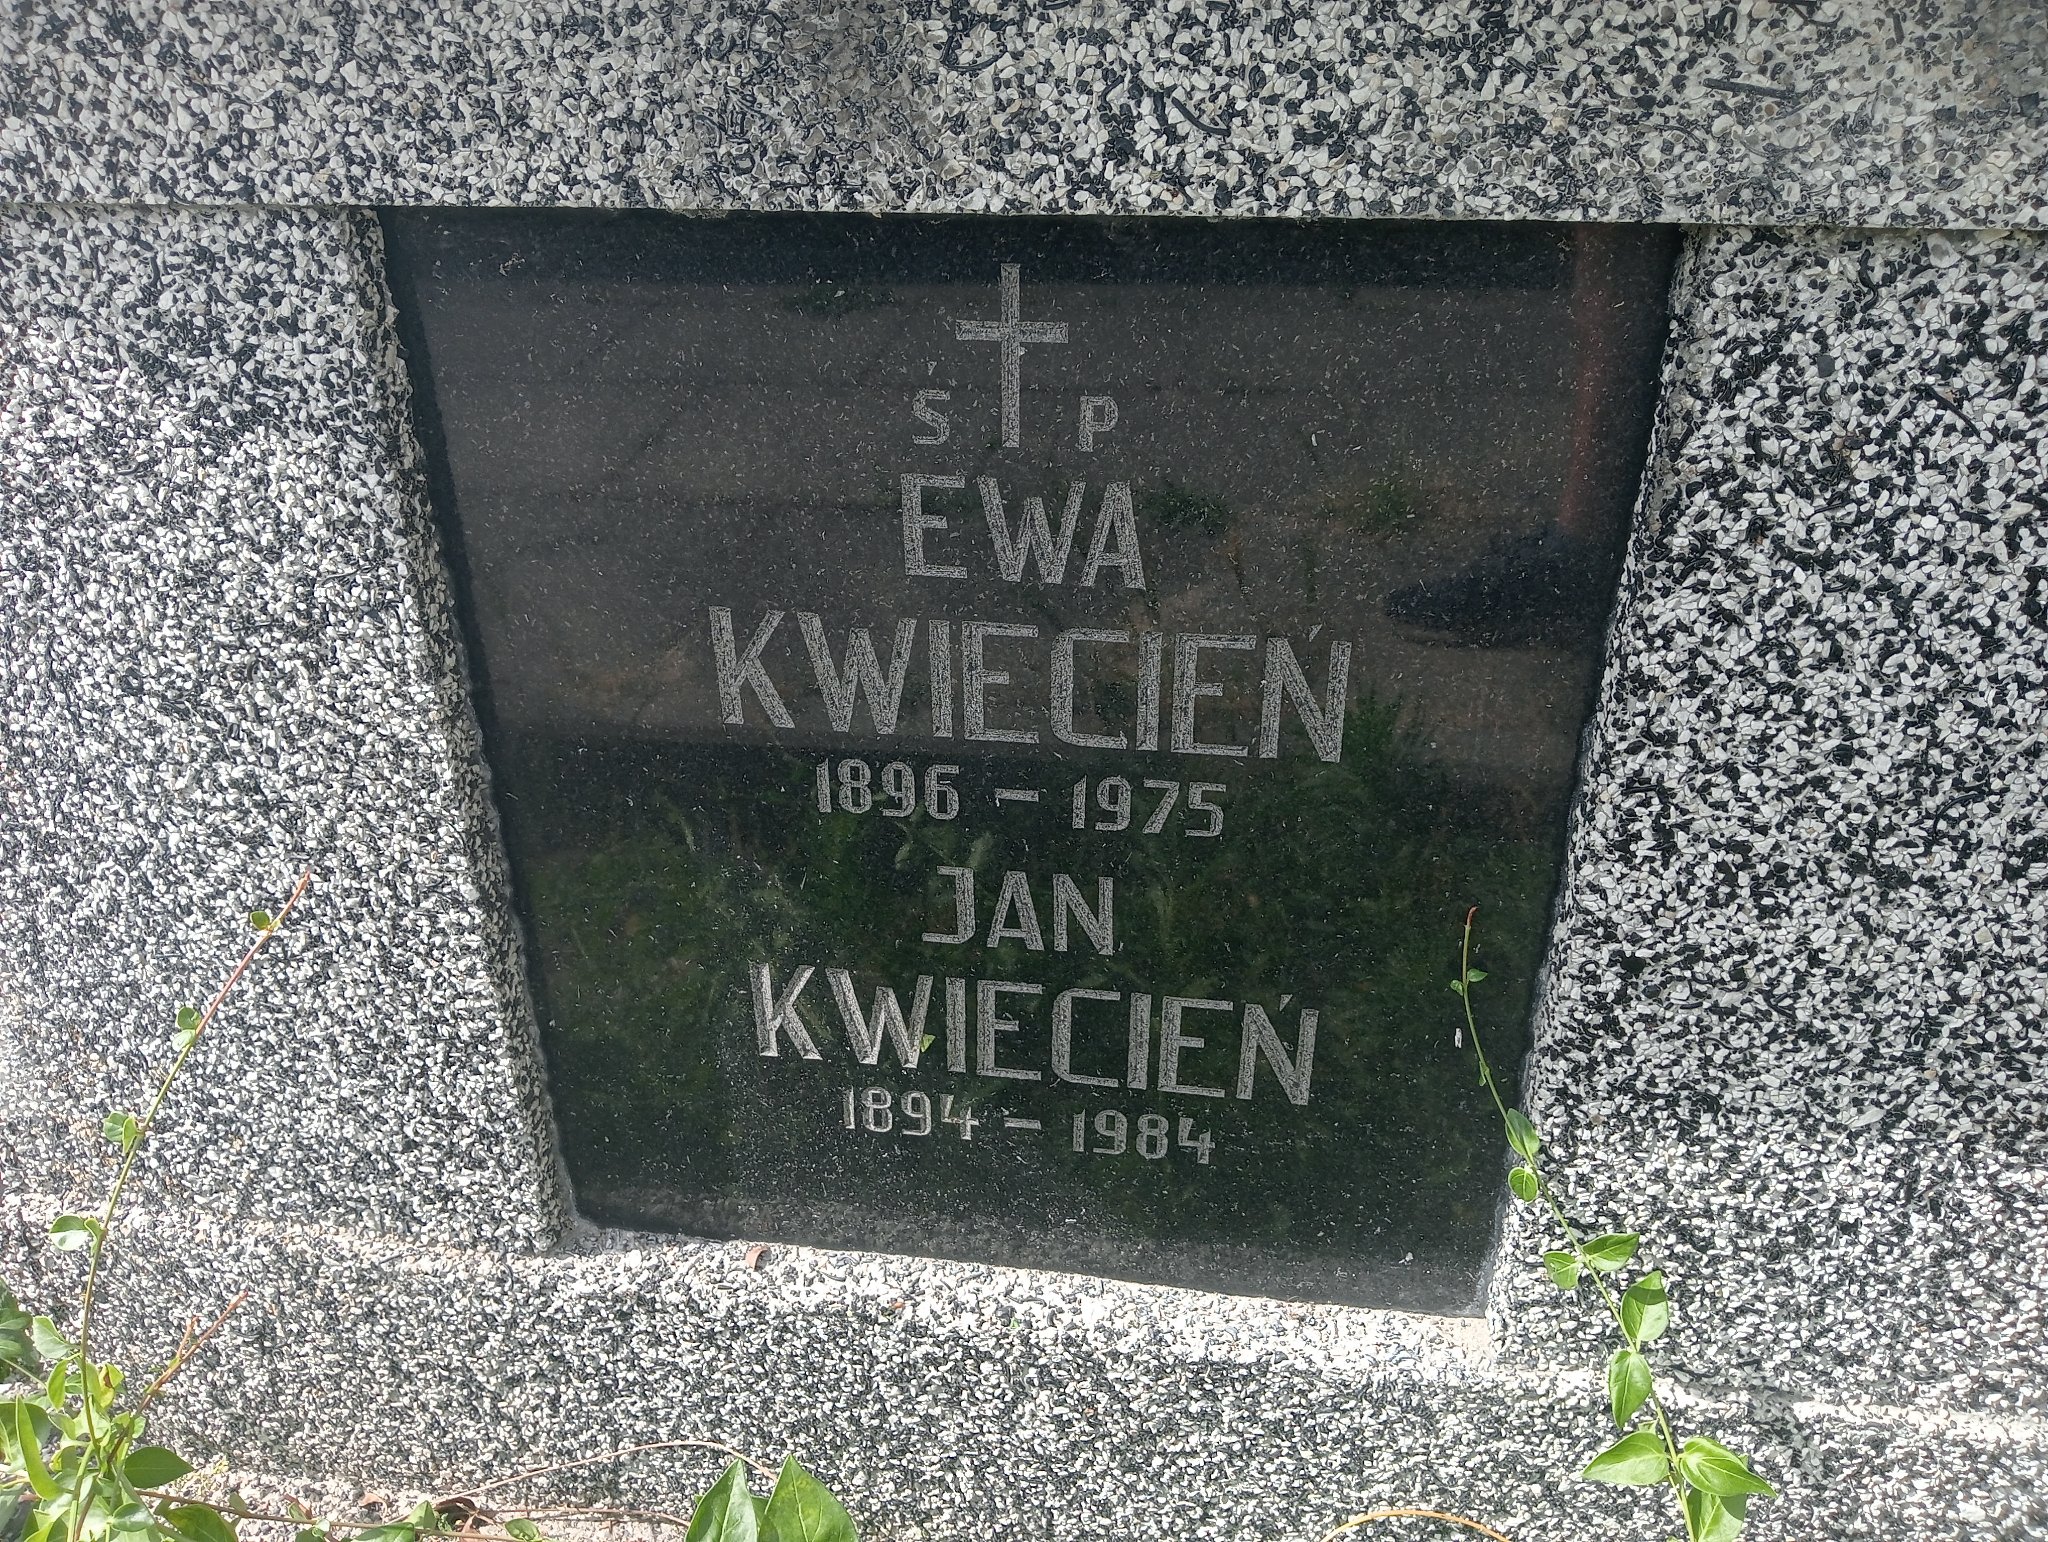 Ś P
EWA
KWIECIEŃ
1896 - 1975
JAN
KWIECIEŃ
1894 - 1984